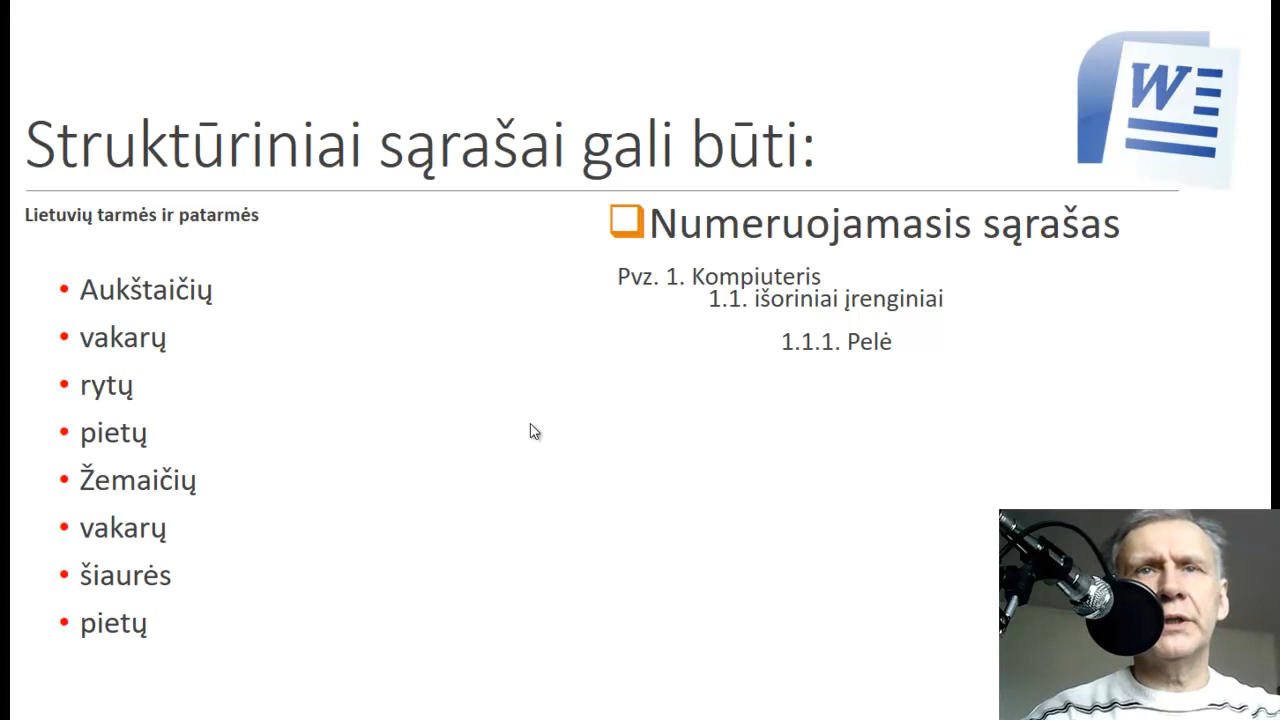 Struktūriniai sąrašai gali būti:
Lietuvių tarmės ir patarmės
• Aukštaičių
• vakarų
• rytų
• pietų
• Žemaičių
• vakarų
• šiaurės
• pietų
Numeruojamasis sąrašas
Pvz. 1. Kompiuteris
1.1. išoriniai įrenginiai
1.1.1. Pelė
W